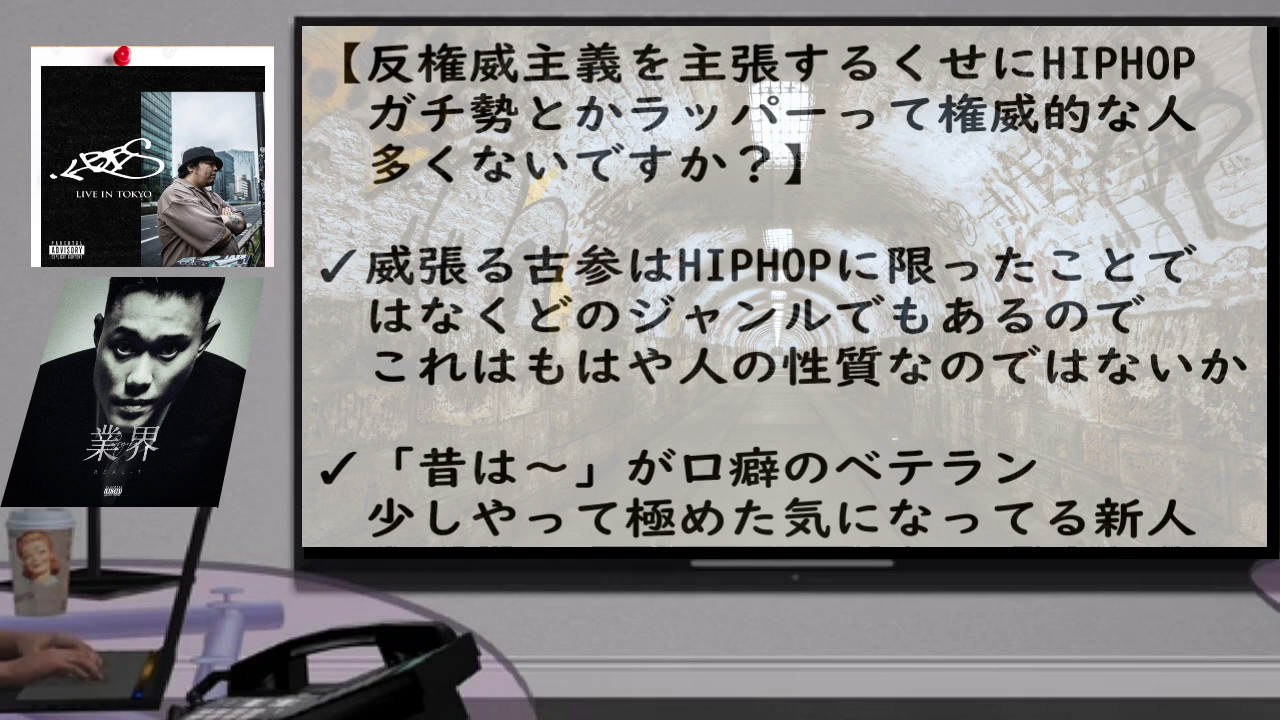 LIVE IN TOKYO
PARENTAL
ADVISORY
EXPLICIT CONTENT
業界
REAL-T
【反権威主義を主張するくせにHIPHOP
ガチ勢とかラッパーって権威的な人
多くないですか？】
✓威張る古参はHIPHOPに限ったことで
はなくどのジャンルでもあるので
これはもはや人の性質なのではないか
✓「昔は〜」が口癖のベテラン
少しやって極めた気になってる新人